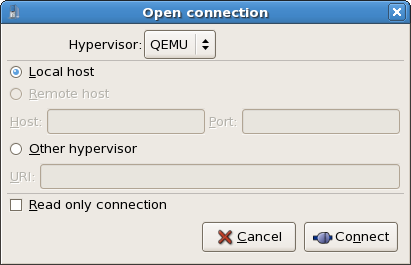 Open connection
Hypervisor: QEMU
Local host
Remote host
Host: Port:
Other hypervisor
URI:
Read only connection
Cancel Connect